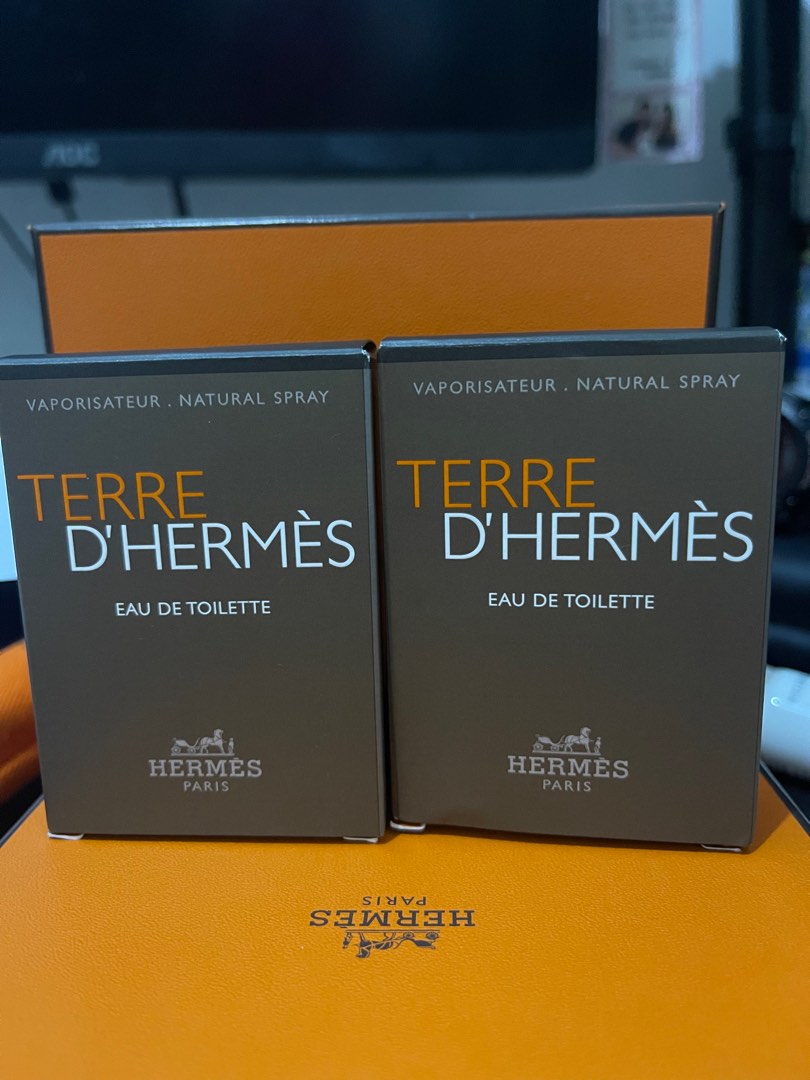 AOC
VAPORISATEUR . NATURAL SPRAY
TERRE
D'HERMÈS
EAU DE TOILETTE
HERMÈS
PARIS
VAPORISATEUR . NATURAL SPRAY
TERRE
D'HERMÈS
EAU DE TOILETTE
HERMÈS
PARIS
HERMÈS
PARIS